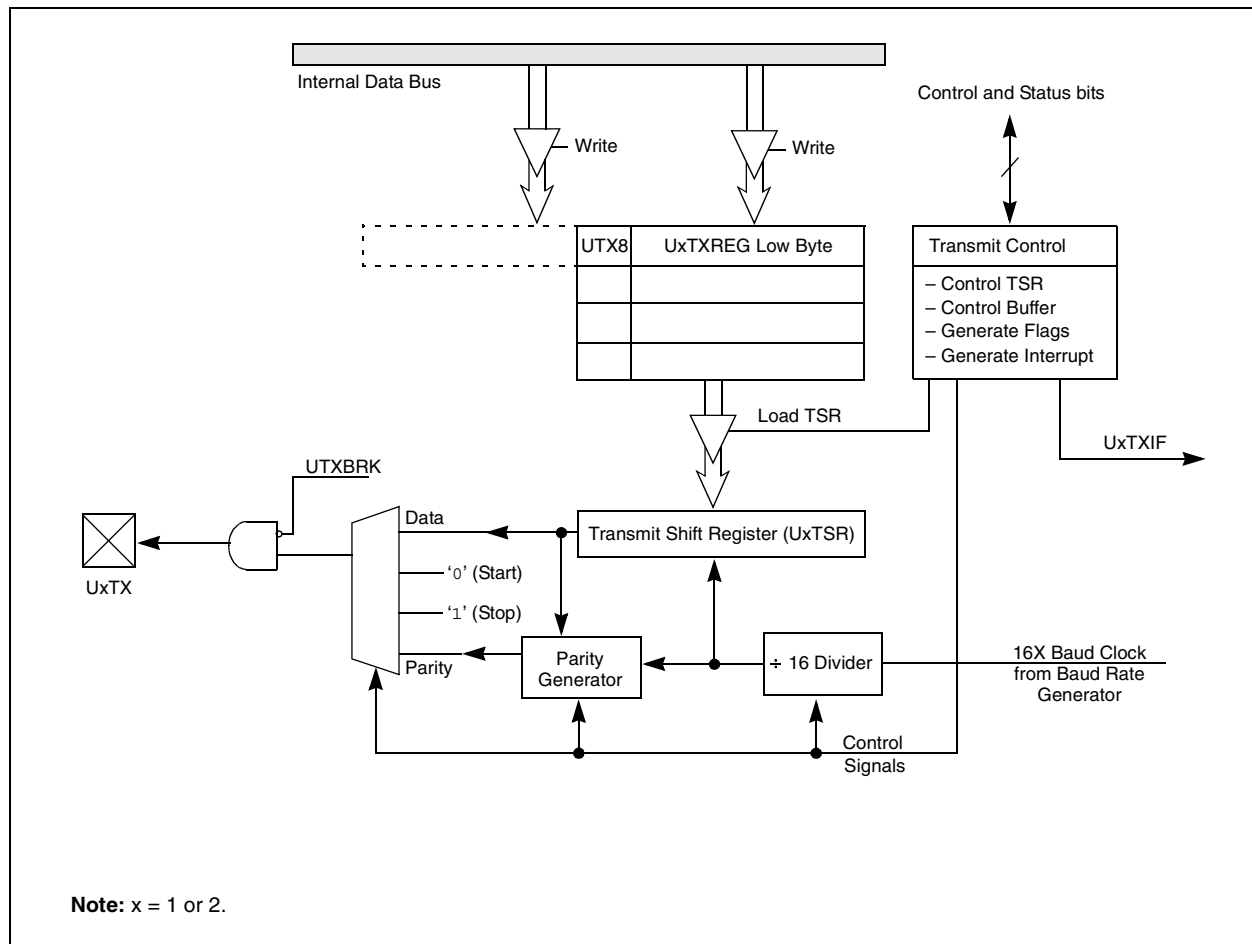 Internal Data Bus
Control and Status bits
Write
Write
UTX8
UxTXREG Low Byte
Transmit Control
– Control TSR
– Control Buffer
– Generate Flags
– Generate Interrupt
Load TSR
UxTXIF
UTXBRK
Data
Transmit Shift Register (UxTSR)
UxTX
‘0’ (Start)
‘1’ (Stop)
Parity
Parity
Generator
÷ 16 Divider
16X Baud Clock
from Baud Rate
Generator
Control
Signals
Note: x = 1 or 2.